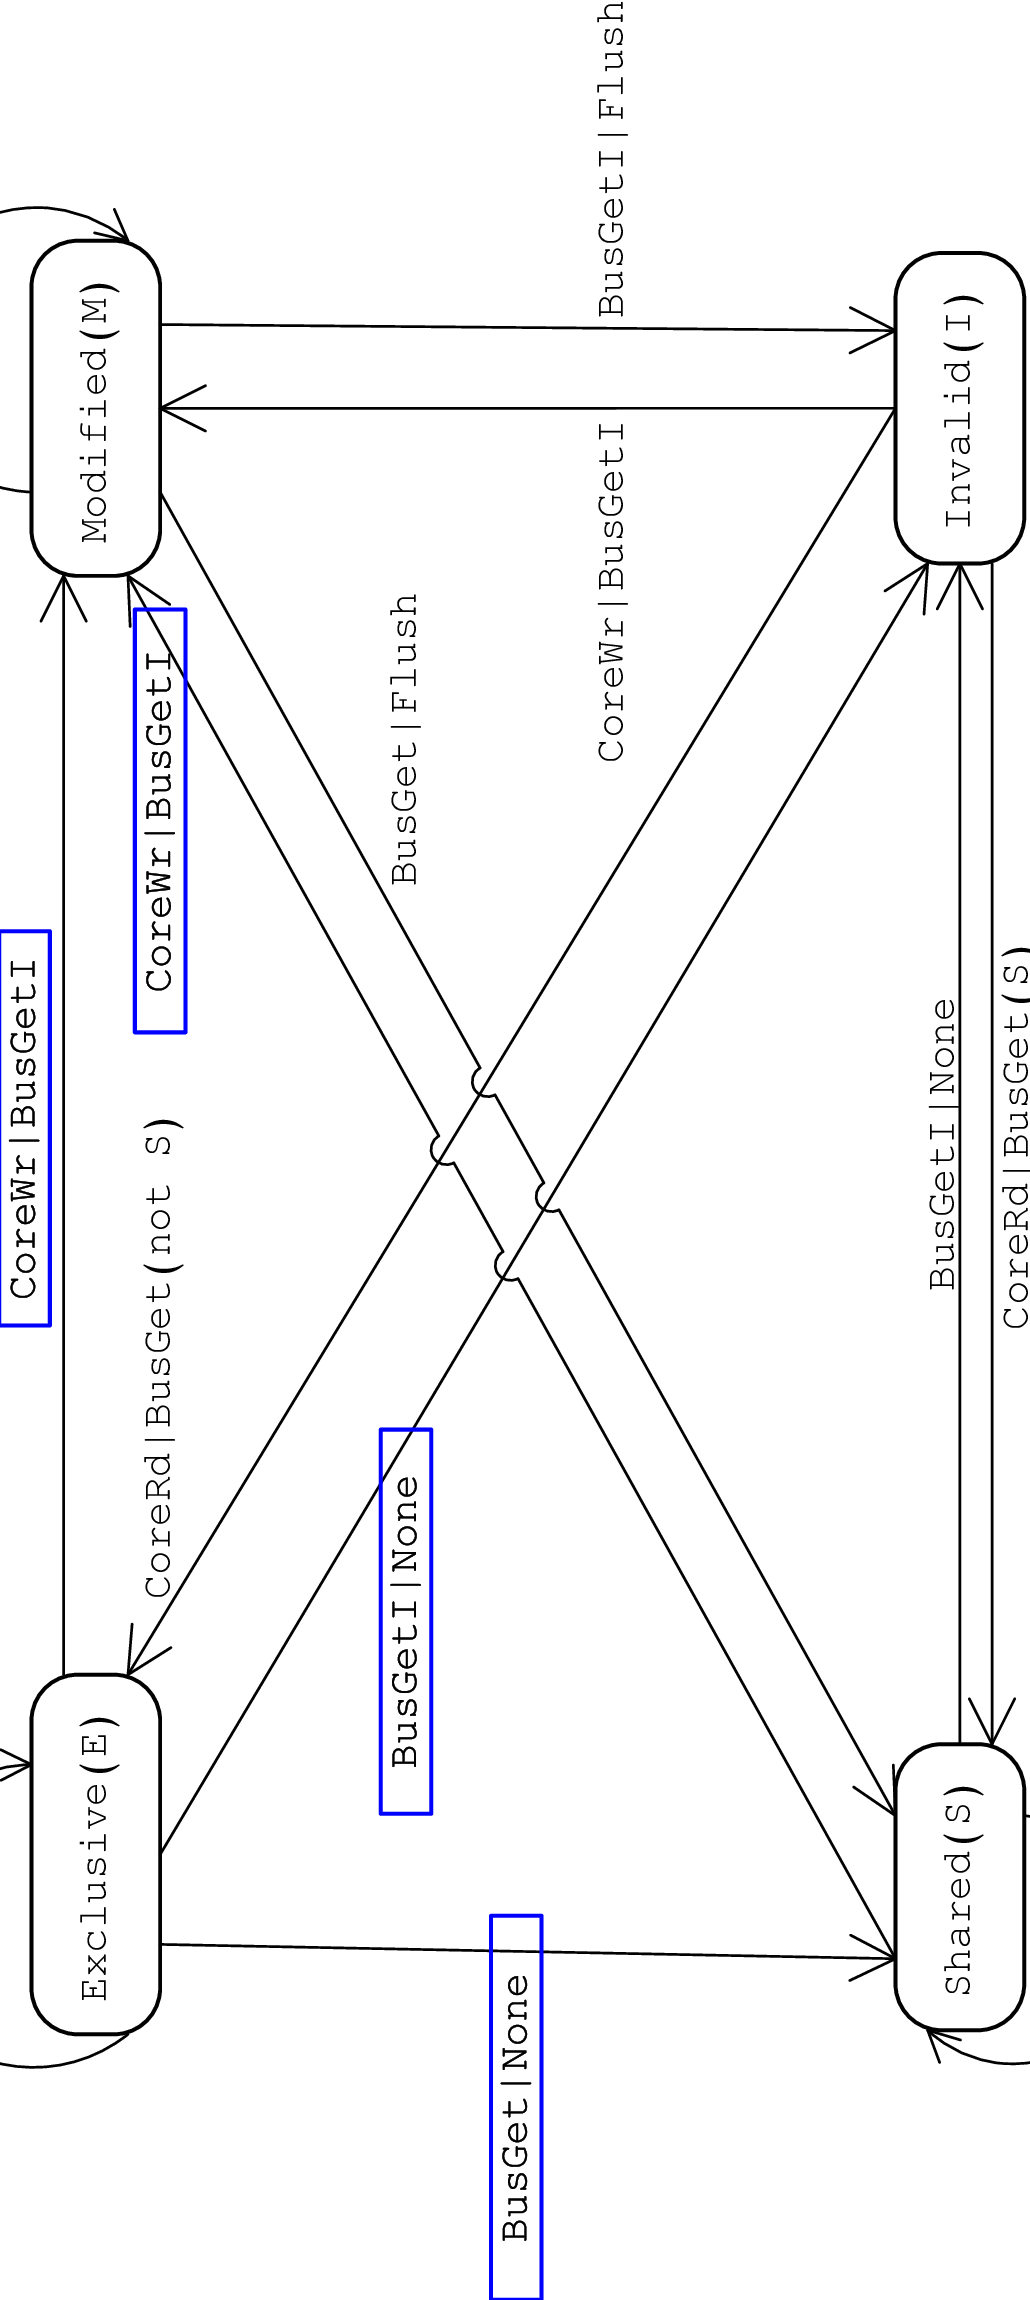 CoreWr|BusGetI
Exclusive(E)
Modified(M)
CoreRd|BusGet(not S)
CoreWr|BusGetI
BusGetI|None
BusGet|Flush
BusGet|None
CoreWr|BusGetI
BusGetI|Flush
BusGetI|None
Shared(S)
Invalid(I)
CoreRd|BusGet(S)